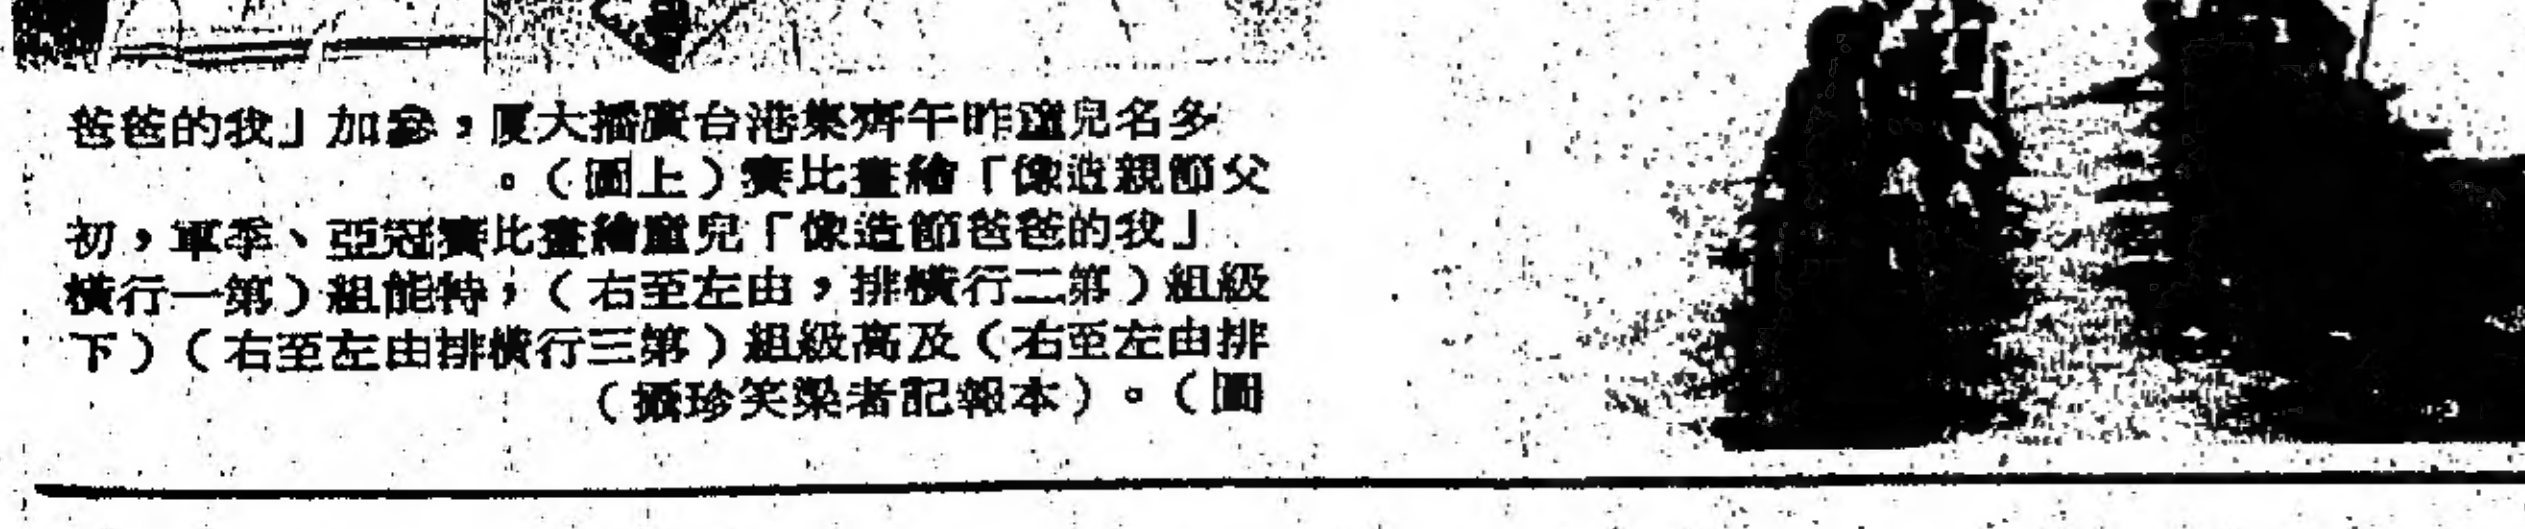 多名兒童昨午齊集港台廣播大廈，參加「我的爸爸
父節親造像」繪畫比賽（上圖）。
「我的爸爸節造像」兒童繪畫比賽冠亞、季軍，初
級組（第二行橫排，由左至右），特能組（第一行橫
排由左至右）及高級組（第三行橫排由左至右）（下
圖）。（本報記者梁笑珍攝）